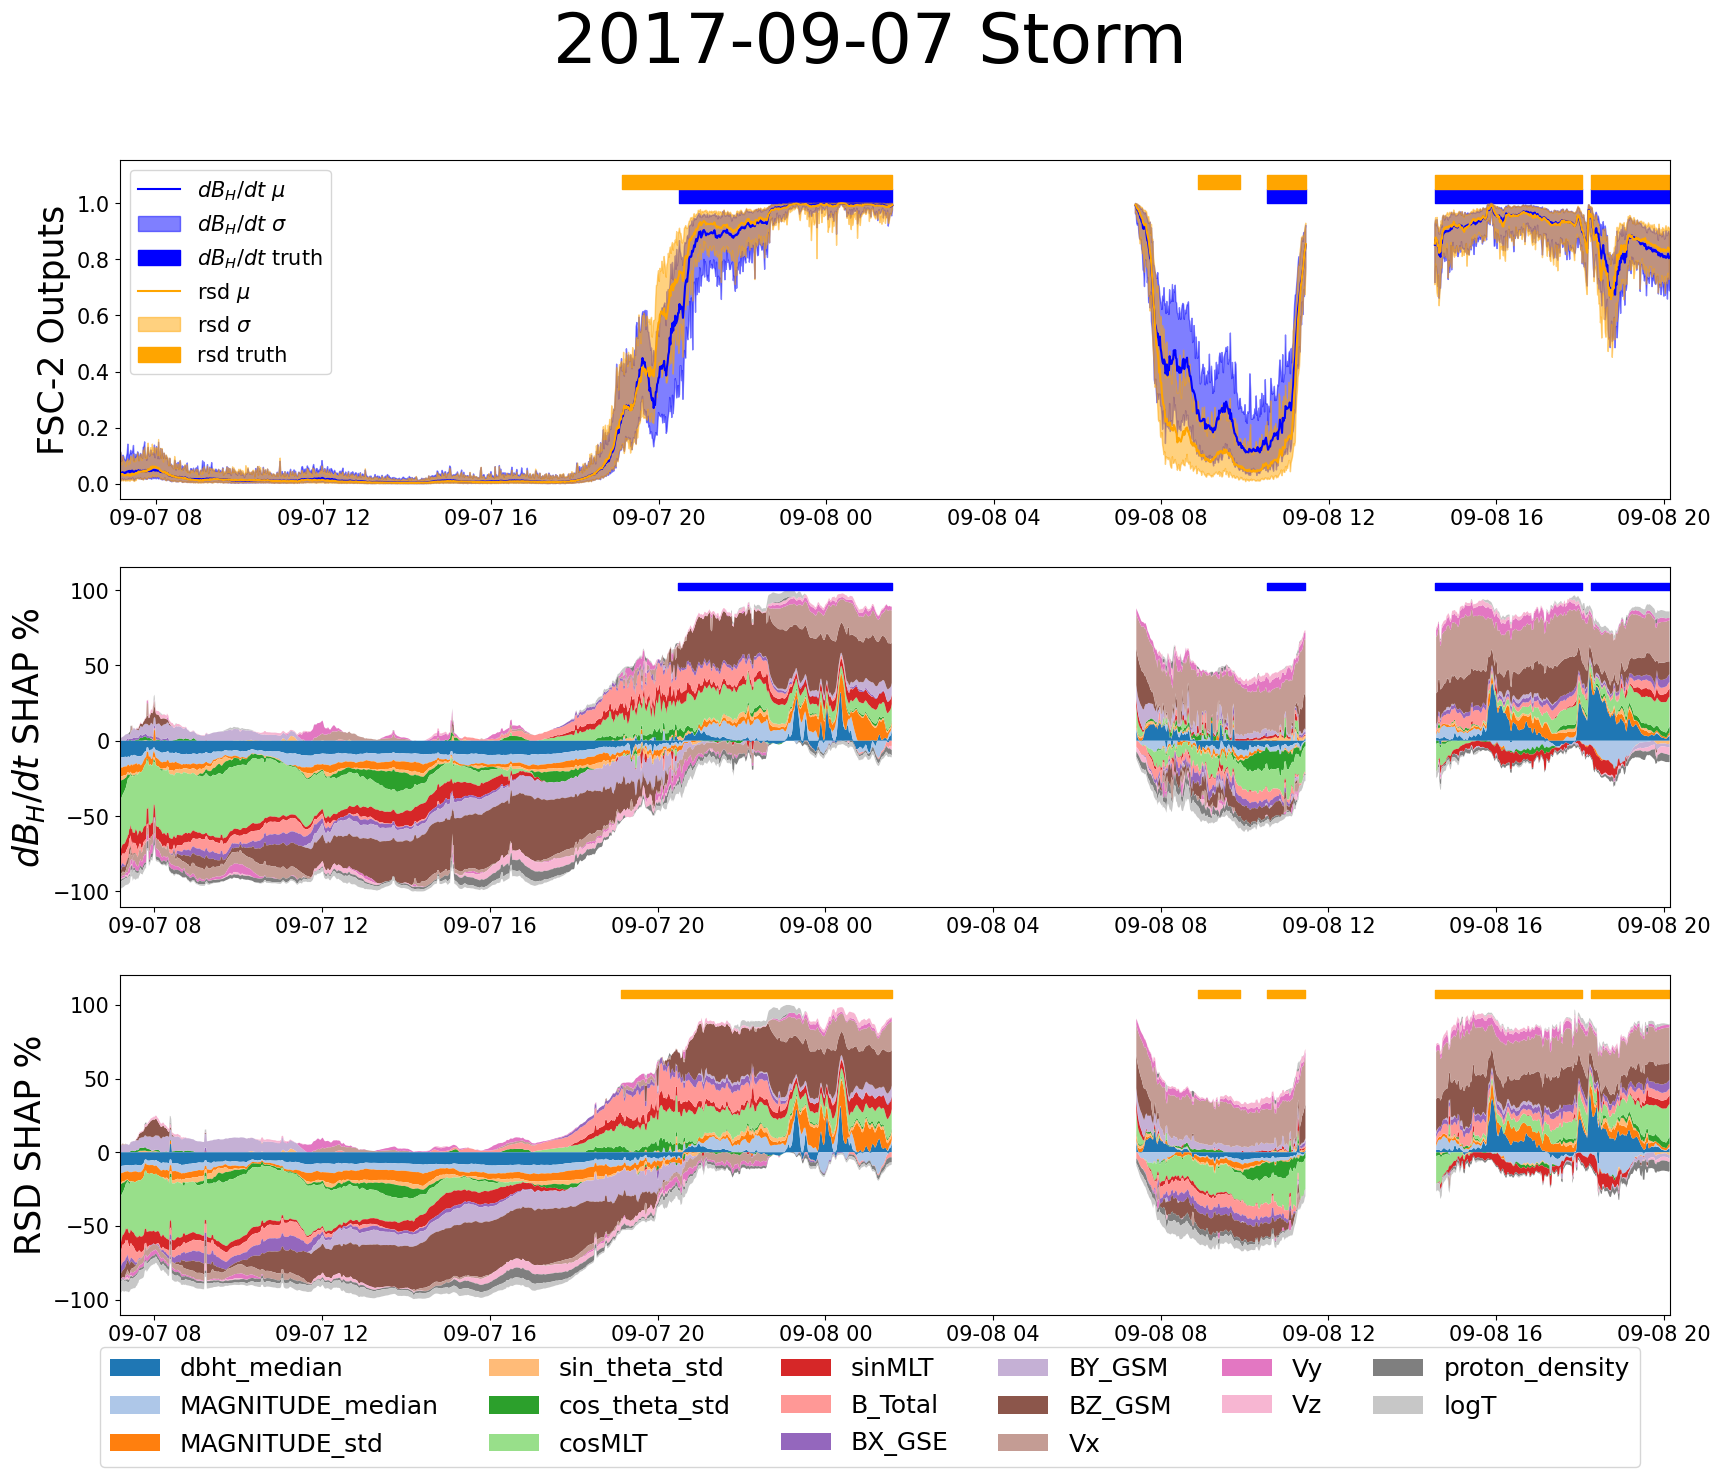 2017-09-07 Storm
FSC-2 Outputs
1.0
0.8
0.6
0.4
0.2
0.0
$dB_H/dt$ μ
$dB_H/dt$ σ
$dB_H/dt$ truth
rsd μ
rsd σ
rsd truth
09-07 08 09-07 12 09-07 16 09-07 20 09-08 00 09-08 04 09-08 08 09-08 12 09-08 16 09-08 20
$dB_H/dt$ SHAP %
100
50
0
−50
−100
09-07 08 09-07 12 09-07 16 09-07 20 09-08 00 09-08 04 09-08 08 09-08 12 09-08 16 09-08 20
RSD SHAP %
100
50
0
−50
−100
09-07 08 09-07 12 09-07 16 09-07 20 09-08 00 09-08 04 09-08 08 09-08 12 09-08 16 09-08 20
dbht_median sin_theta_std sinMLT BY_GSM Vy proton_density
MAGNITUDE_median cos_theta_std B_Total BZ_GSM Vz logT
MAGNITUDE_std cosMLT BX_GSE Vx